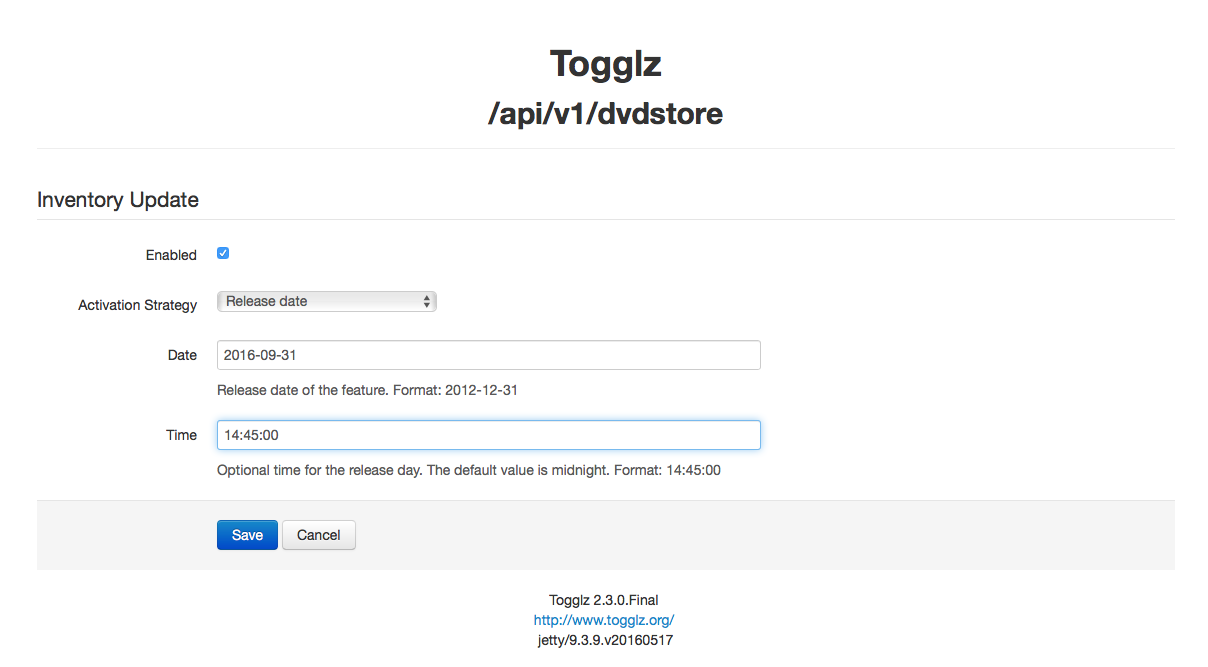 Togglz
/api/v1/dvdstore
Inventory Update
Enabled
Activation Strategy Release date
Date 2016-09-31
Release date of the feature. Format: 2012-12-31
Time 14:45:00
Optional time for the release day. The default value is midnight. Format: 14:45:00
Save Cancel
Togglz 2.3.0.Final
http://www.togglz.org/
jetty/9.3.9.v20160517